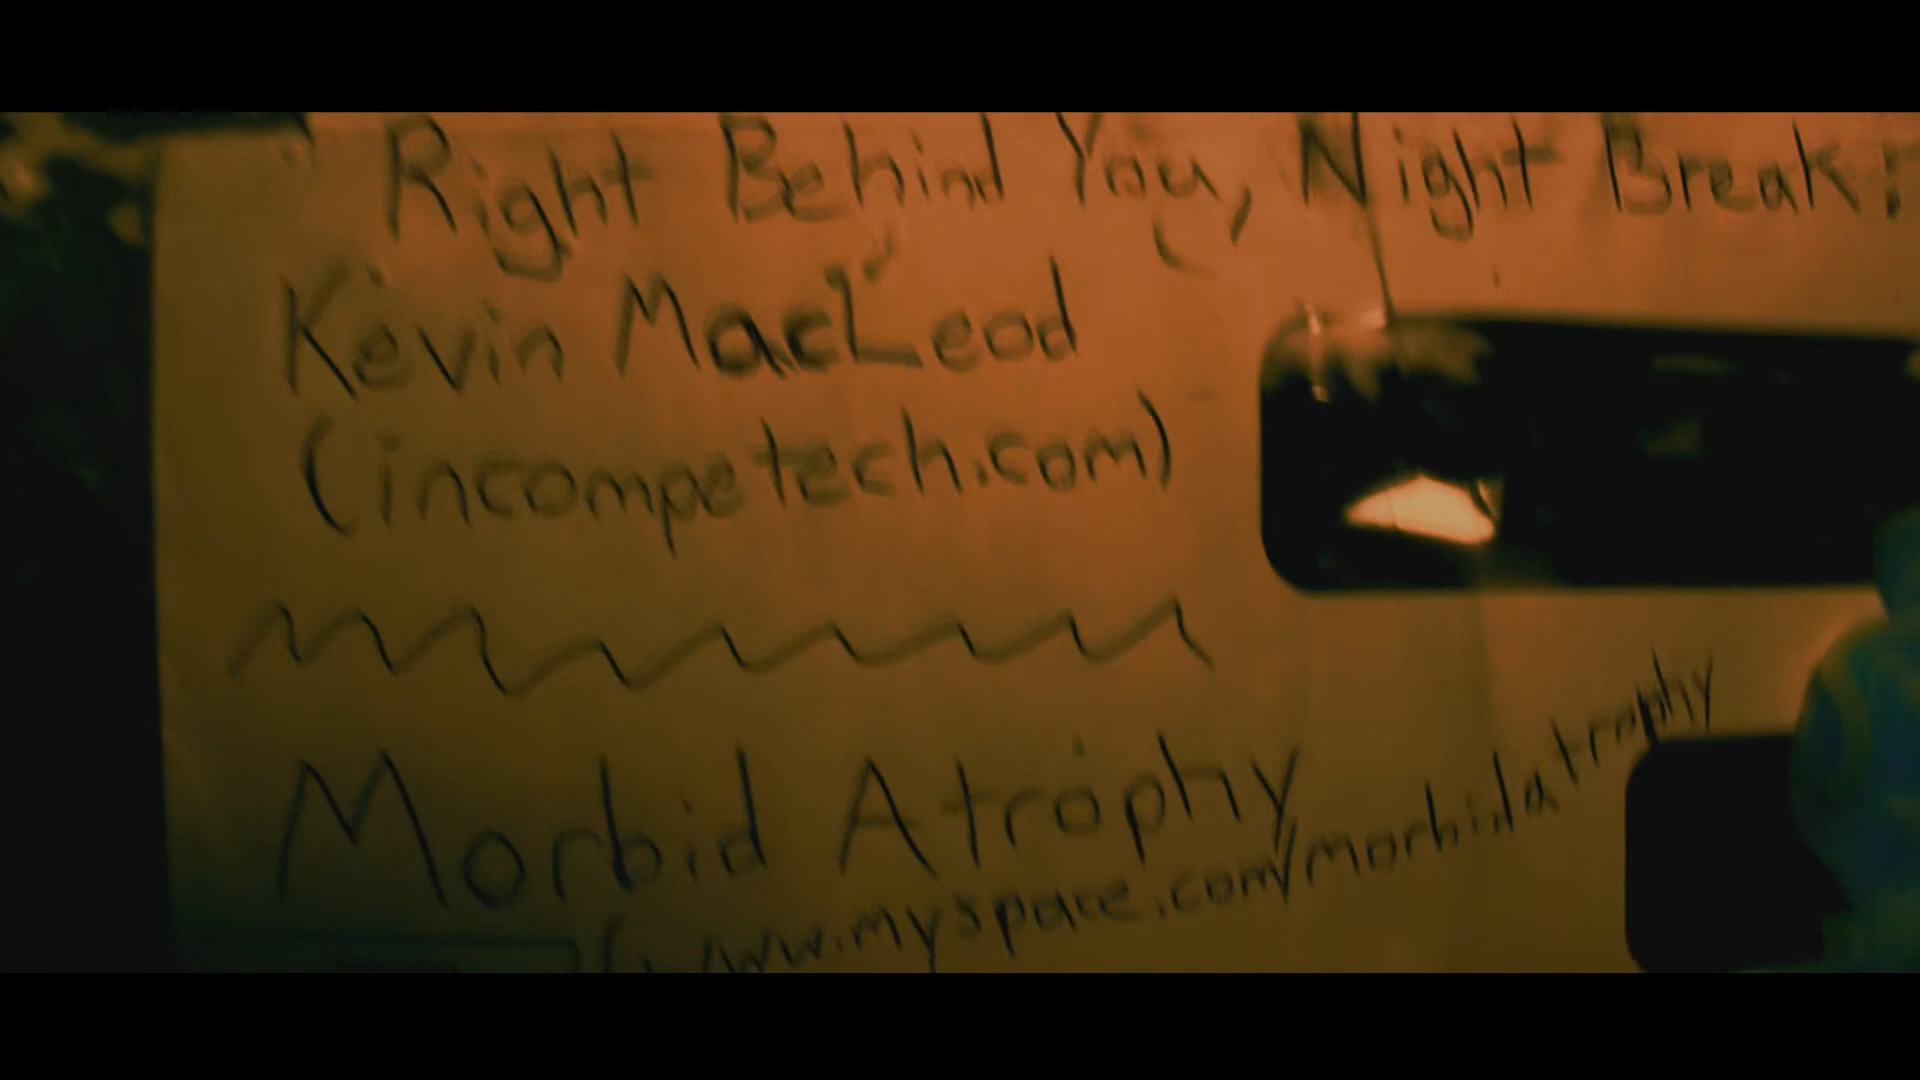 "Right Behind You, Night Break:
Kevin MacLeod
(incompetech.com)
Morbid Atrophy
www.myspace.com/morbidatrophy